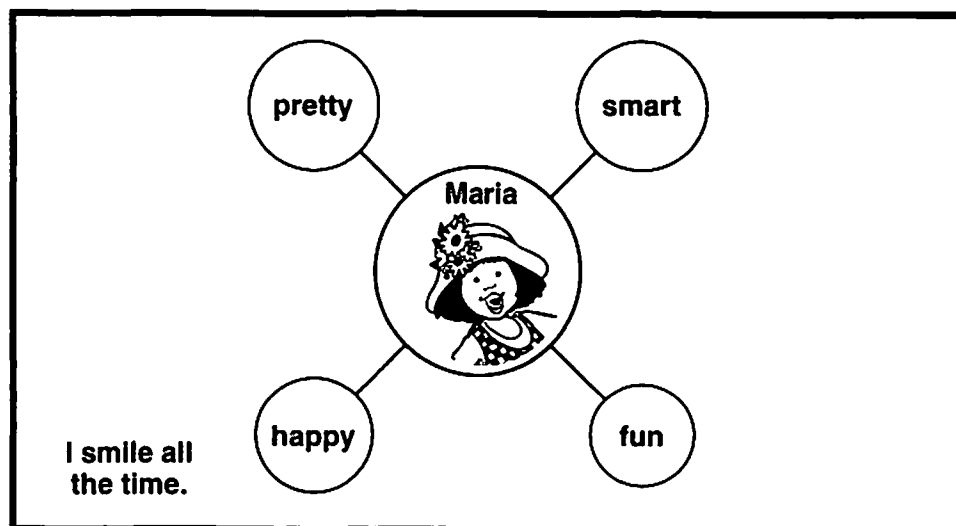 pretty
smart
Maria
happy
fun
I smile all
the time.